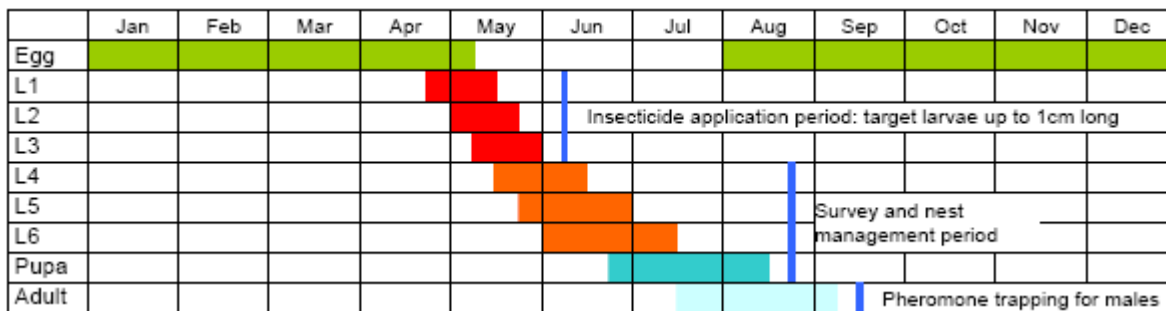 Jan Feb Mar Apr May Jun Jul Aug Sep Oct Nov Dec
Egg
L1
L2 Insecticide application period: target larvae up to 1cm long
L3
L4
L5 Survey and nest
L6 management period
Pupa
Adult Pheromone trapping for males